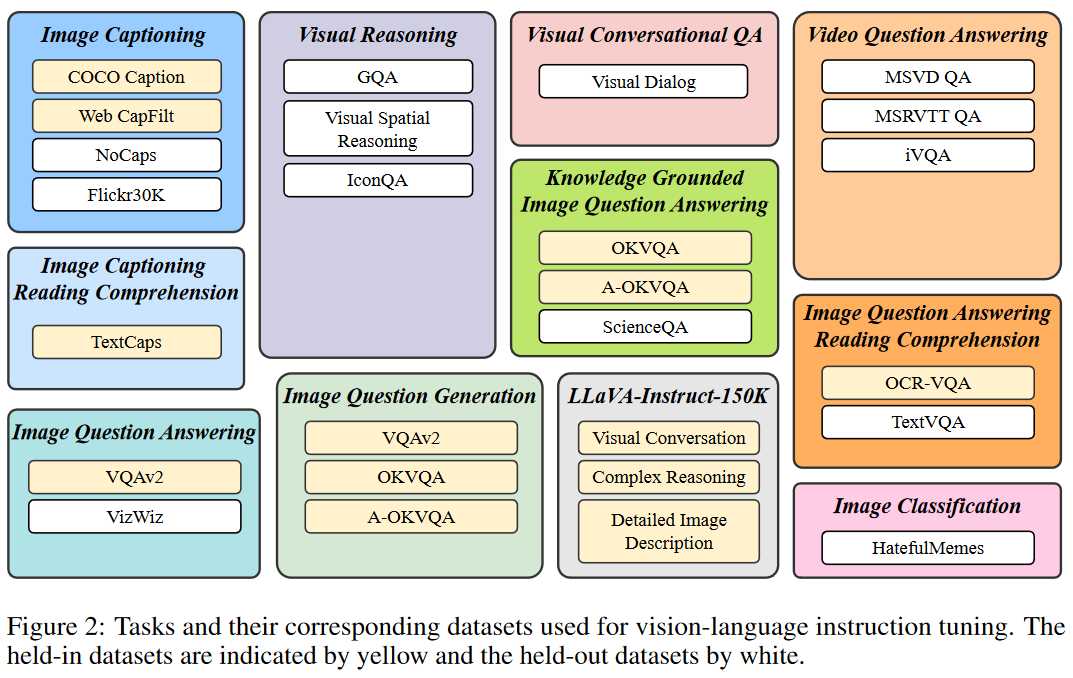 Image Captioning
COCO Caption
Web CapFilt
NoCaps
Flickr30K
Image Captioning
Reading Comprehension
TextCaps
Image Question Answering
VQAv2
VizWiz
Visual Reasoning
GQA
Visual Spatial
Reasoning
IconQA
Image Question Generation
VQAv2
OKVQA
A-OKVQA
Visual Conversational QA
Visual Dialog
Knowledge Grounded
Image Question Answering
OKVQA
A-OKVQA
ScienceQA
LLaVA-Instruct-150K
Visual Conversation
Complex Reasoning
Detailed Image
Description
Video Question Answering
MSVD QA
MSRVTT QA
iVQA
Image Question Answering
Reading Comprehension
OCR-VQA
TextVQA
Image Classification
HatefulMemes
Figure 2: Tasks and their corresponding datasets used for vision-language instruction tuning. The
held-in datasets are indicated by yellow and the held-out datasets by white.